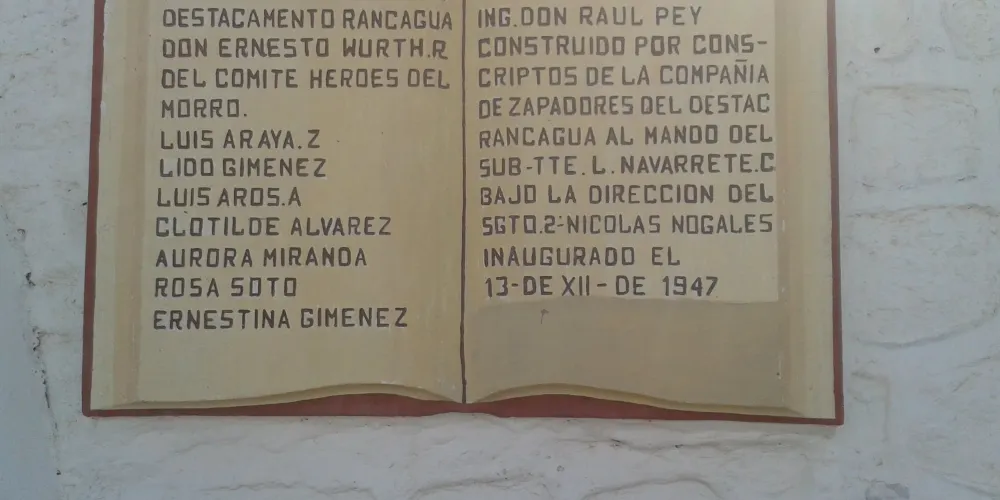 DESTACAMENTO RANCAGUA
DON ERNESTO WURTH.R
DEL COMITE HEROES DEL
MORRO.
LUIS ARAYA.Z
LIDO GIMENEZ
LUIS AROS.A
CLOTILDE ALVAREZ
AURORA MIRANDA
ROSA SOTO
ERNESTINA GIMENEZ
ING.DON RAUL PEY
CONSTRUIDO POR CONS-
CRIPTOS DE LA COMPAÑIA
DE ZAPADORES DEL DESTAC
RANCAGUA AL MANDO DEL
SUB-TTE.L.NAVARRETE.C
BAJO LA DIRECCION DEL
SGTO.2-NICOLAS NOGALES
INAUGURADO EL
13-DE XII-DE 1947